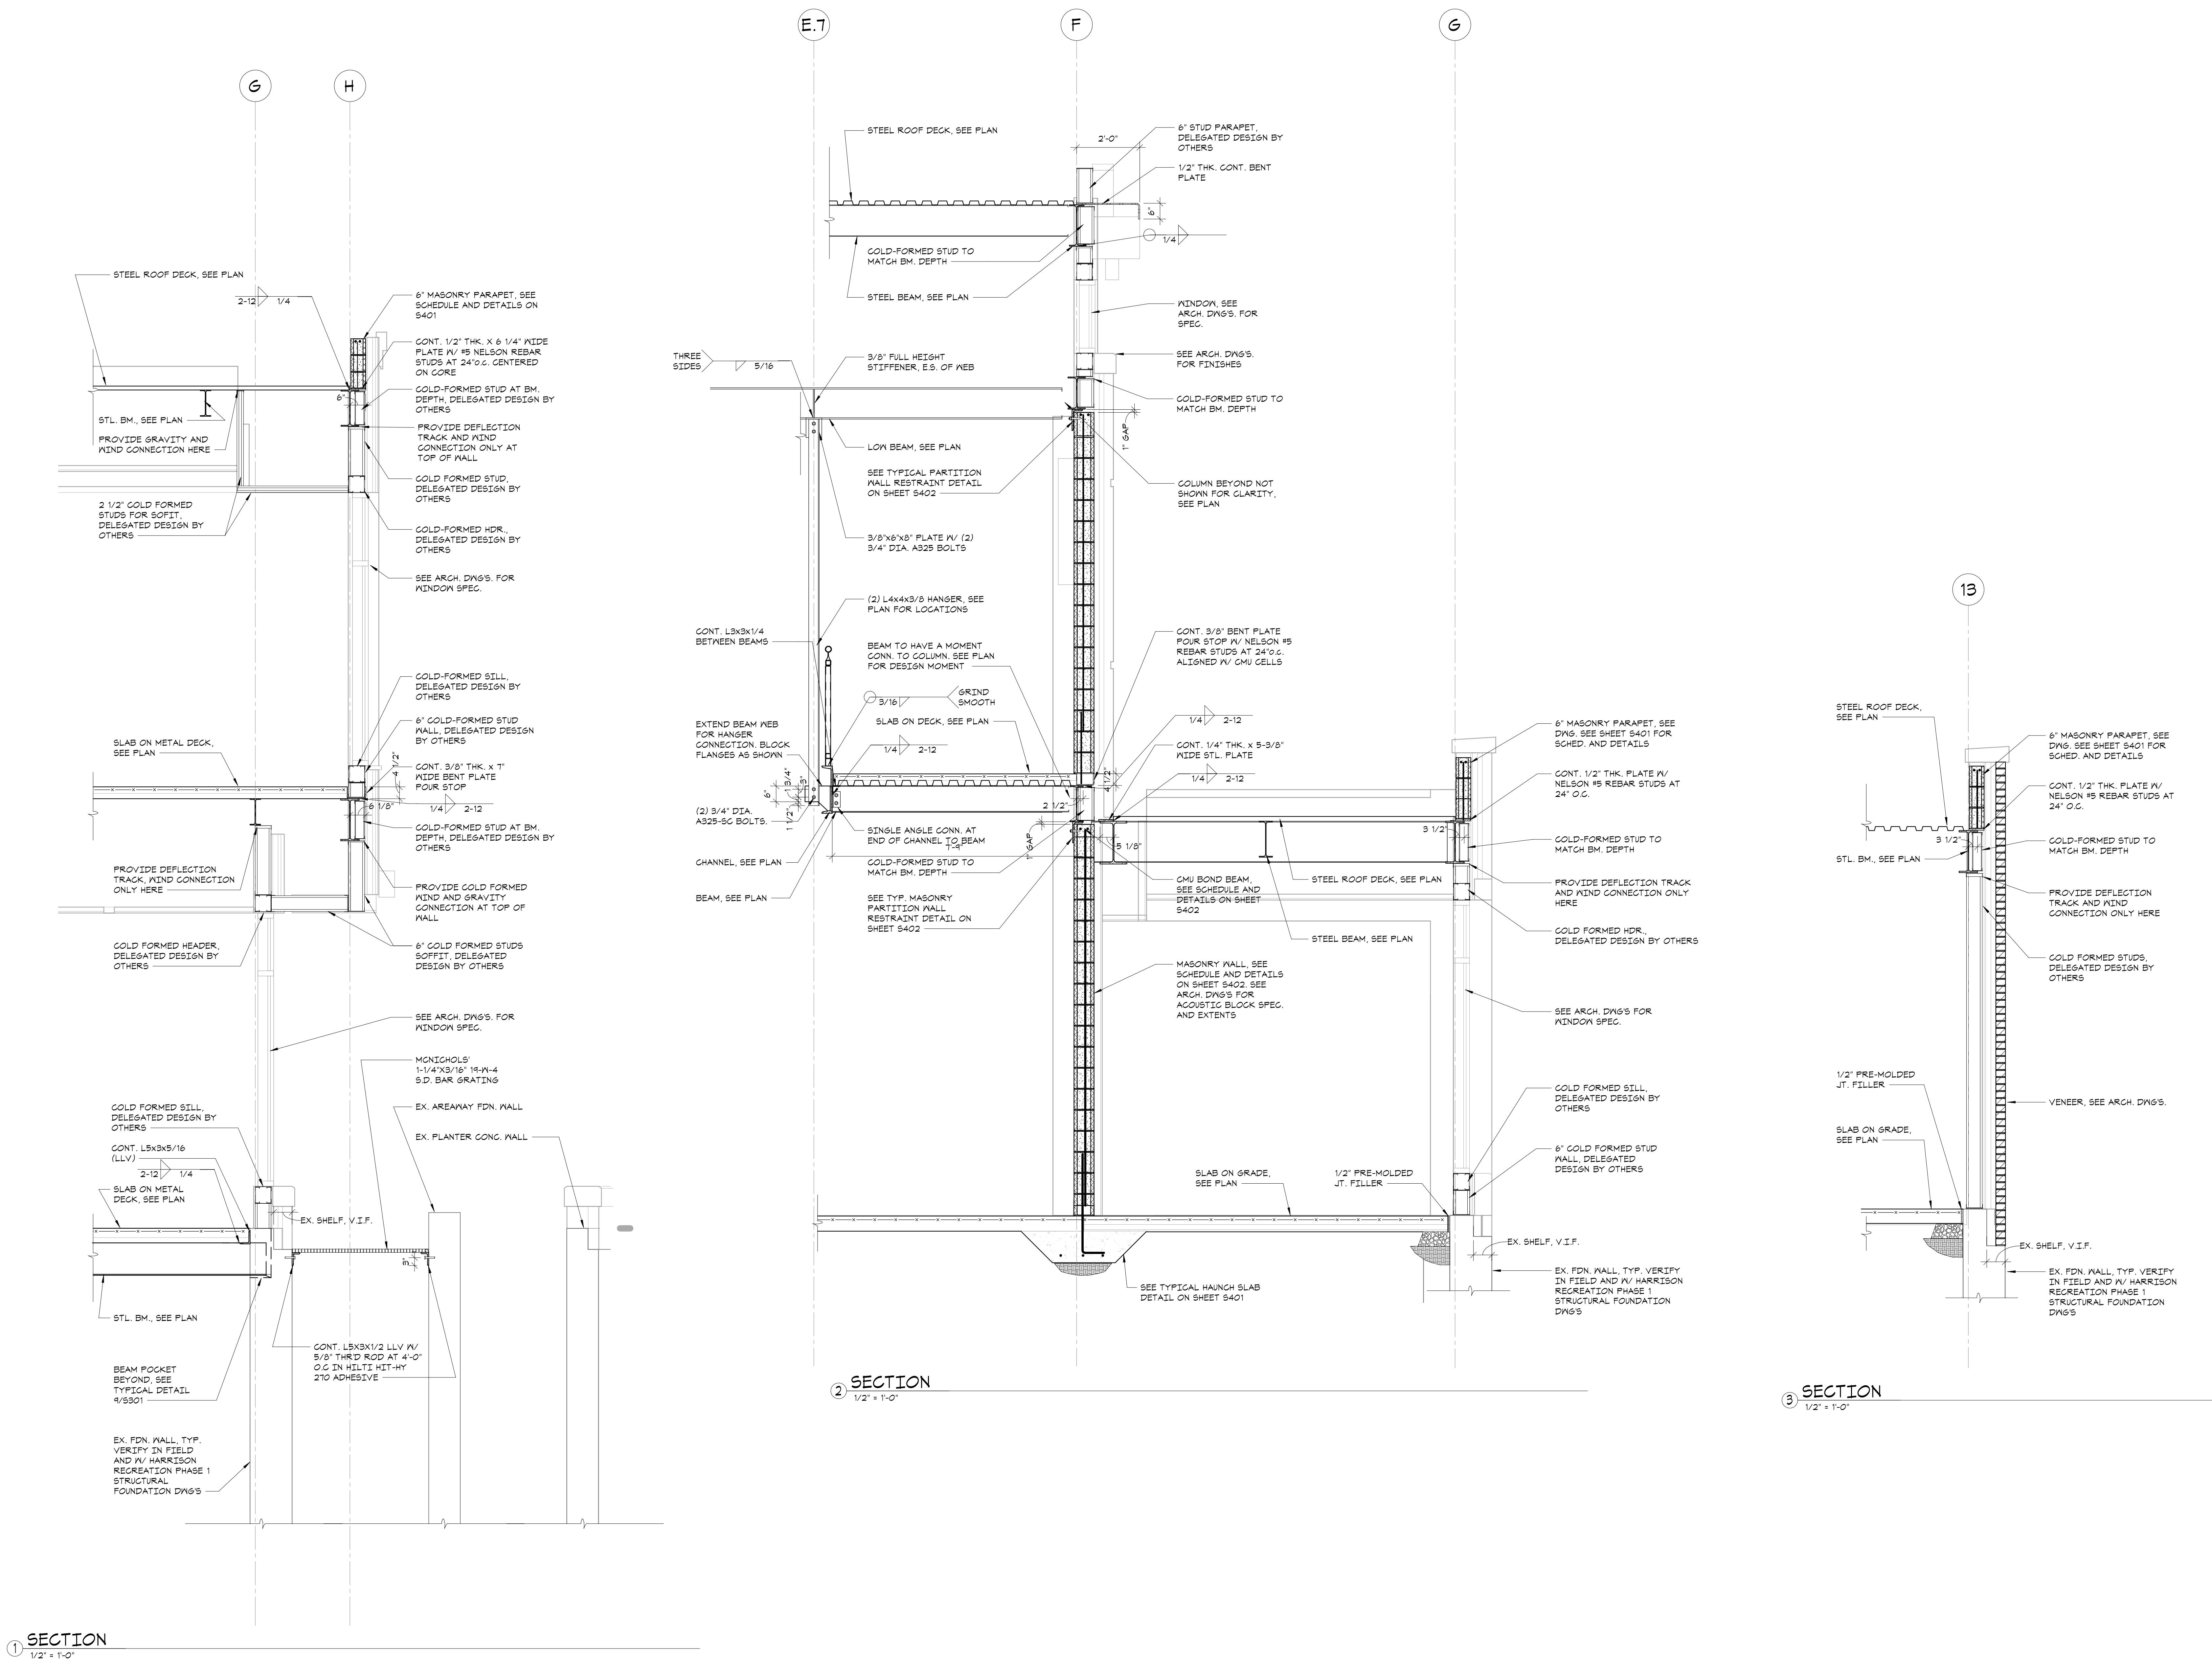 G
H
STEEL ROOF DECK, SEE PLAN
2-12
1/4
6" MASONRY PARAPET, SEE
SCHEDULE AND DETAILS ON
S401
CONT. 1/2" THK. X 6 1/4" WIDE
PLATE W/ #5 NELSON REBAR
STUDS AT 24"o.c. CENTERED
ON CORE
6"
COLD-FORMED STUD AT BM.
DEPTH, DELEGATED DESIGN BY
OTHERS
STL. BM., SEE PLAN
PROVIDE GRAVITY AND
WIND CONNECTION HERE
PROVIDE DEFLECTION
TRACK AND WIND
CONNECTION ONLY AT
TOP OF WALL
COLD FORMED STUD,
DELEGATED DESIGN BY
OTHERS
2 1/2" COLD FORMED
STUDS FOR SOFIT,
DELEGATED DESIGN BY
OTHERS
COLD-FORMED HDR.,
DELEGATED DESIGN BY
OTHERS
SEE ARCH. DWG'S. FOR
WINDOW SPEC.
COLD-FORMED SILL,
DELEGATED DESIGN BY
OTHERS
6" COLD-FORMED STUD
WALL, DELEGATED DESIGN
BY OTHERS
SLAB ON METAL DECK,
SEE PLAN
4 1/2"
CONT. 3/8" THK. x 7"
WIDE BENT PLATE
POUR STOP
6 1/8"
1/4
2-12
COLD-FORMED STUD AT BM.
DEPTH, DELEGATED DESIGN BY
OTHERS
PROVIDE DEFLECTION
TRACK, WIND CONNECTION
ONLY HERE
PROVIDE COLD FORMED
WIND AND GRAVITY
CONNECTION AT TOP OF
WALL
COLD FORMED HEADER,
DELEGATED DESIGN BY
OTHERS
6" COLD FORMED STUDS
SOFFIT, DELEGATED
DESIGN BY OTHERS
SEE ARCH. DWG'S. FOR
WINDOW SPEC.
MCNICHOLS'
1-1/4"X3/16" 19-W-4
S.D. BAR GRATING
COLD FORMED SILL,
DELEGATED DESIGN BY
OTHERS
EX. AREAWAY FDN. WALL
EX. PLANTER CONC. WALL
CONT. L5x3x5/16
(LLV)
2-12
1/4
SLAB ON METAL
DECK, SEE PLAN
EX. SHELF, V.I.F.
3"
STL. BM., SEE PLAN
CONT. L5X3X1/2 LLV W/
5/8" THR'D ROD AT 4'-0"
O.C IN HILTI HIT-HY
270 ADHESIVE
BEAM POCKET
BEYOND, SEE
TYPICAL DETAIL
9/S301
EX. FDN. WALL, TYP.
VERIFY IN FIELD
AND W/ HARRISON
RECREATION PHASE 1
STRUCTURAL
FOUNDATION DWG'S
1
SECTION
1/2" = 1'-0"
E.7
F
G
STEEL ROOF DECK, SEE PLAN
2'-0"
6" STUD PARAPET,
DELEGATED DESIGN BY
OTHERS
1/2" THK. CONT. BENT
PLATE
6"
1/4
COLD-FORMED STUD TO
MATCH BM. DEPTH
STEEL BEAM, SEE PLAN
WINDOW, SEE
ARCH. DWG'S. FOR
SPEC.
THREE
SIDES
5/16
3/8" FULL HEIGHT
STIFFENER, E.S. OF WEB
SEE ARCH. DWG'S.
FOR FINISHES
COLD-FORMED STUD TO
MATCH BM. DEPTH
1" GAP
LOW BEAM, SEE PLAN
SEE TYPICAL PARTITION
WALL RESTRAINT DETAIL
ON SHEET S402
COLUMN BEYOND NOT
SHOWN FOR CLARITY,
SEE PLAN
3/8"x6"x8" PLATE W/ (2)
3/4" DIA. A325 BOLTS
(2) L4x4x3/8 HANGER, SEE
PLAN FOR LOCATIONS
CONT. L3x3x1/4
BETWEEN BEAMS
BEAM TO HAVE A MOMENT
CONN. TO COLUMN. SEE PLAN
FOR DESIGN MOMENT
CONT. 3/8" BENT PLATE
POUR STOP W/ NELSON #5
REBAR STUDS AT 24"o.c.
ALIGNED W/ CMU CELLS
3/16
GRIND
SMOOTH
EXTEND BEAM WEB
FOR HANGER
CONNECTION. BLOCK
FLANGES AS SHOWN
SLAB ON DECK, SEE PLAN
1/4
2-12
1/4
2-12
CONT. 1/4" THK. x 5-3/8"
WIDE STL. PLATE
1/4
2-12
6"
1 3/4"
3"
1 1/2"
4 1/2"
2 1/2"
(2) 3/4" DIA.
A325-SC BOLTS.
SINGLE ANGLE CONN. AT
END OF CHANNEL TO BEAM
1" GAP
5 1/8"
3 1/2"
CHANNEL, SEE PLAN
COLD-FORMED STUD TO
MATCH BM. DEPTH
BEAM, SEE PLAN
SEE TYP. MASONRY
PARTITION WALL
RESTRAINT DETAIL ON
SHEET S402
CMU BOND BEAM,
SEE SCHEDULE AND
DETAILS ON SHEET
S402
STEEL ROOF DECK, SEE PLAN
STEEL BEAM, SEE PLAN
MASONRY WALL, SEE
SCHEDULE AND DETAILS
ON SHEET S402. SEE
ARCH. DWG'S FOR
ACOUSTIC BLOCK SPEC.
AND EXTENTS
6" MASONRY PARAPET, SEE
DWG. SEE SHEET S401 FOR
SCHED. AND DETAILS
CONT. 1/2" THK. PLATE W/
NELSON #5 REBAR STUDS AT
24" O.C.
COLD-FORMED STUD TO
MATCH BM. DEPTH
PROVIDE DEFLECTION TRACK
AND WIND CONNECTION ONLY
HERE
COLD FORMED HDR.,
DELEGATED DESIGN BY OTHERS
SEE ARCH. DWG'S FOR
WINDOW SPEC.
COLD FORMED SILL,
DELEGATED DESIGN BY
OTHERS
6" COLD FORMED STUD
WALL, DELEGATED
DESIGN BY OTHERS
SLAB ON GRADE,
SEE PLAN
1/2" PRE-MOLDED
JT. FILLER
EX. SHELF, V.I.F.
SEE TYPICAL HAUNCH SLAB
DETAIL ON SHEET S401
EX. FDN. WALL, TYP. VERIFY
IN FIELD AND W/ HARRISON
RECREATION PHASE 1
STRUCTURAL FOUNDATION
DWG'S
2
SECTION
1/2" = 1'-0"
13
STEEL ROOF DECK,
SEE PLAN
6" MASONRY PARAPET, SEE
DWG. SEE SHEET S401 FOR
SCHED. AND DETAILS
CONT. 1/2" THK. PLATE W/
NELSON #5 REBAR STUDS AT
24" O.C.
3 1/2"
STL. BM., SEE PLAN
COLD-FORMED STUD TO
MATCH BM. DEPTH
PROVIDE DEFLECTION
TRACK AND WIND
CONNECTION ONLY HERE
COLD FORMED STUDS,
DELEGATED DESIGN BY
OTHERS
1/2" PRE-MOLDED
JT. FILLER
VENEER, SEE ARCH. DWG'S.
SLAB ON GRADE,
SEE PLAN
EX. SHELF, V.I.F.
EX. FDN. WALL, TYP. VERIFY
IN FIELD AND W/ HARRISON
RECREATION PHASE 1
STRUCTURAL FOUNDATION
DWG'S
3
SECTION
1/2" = 1'-0"